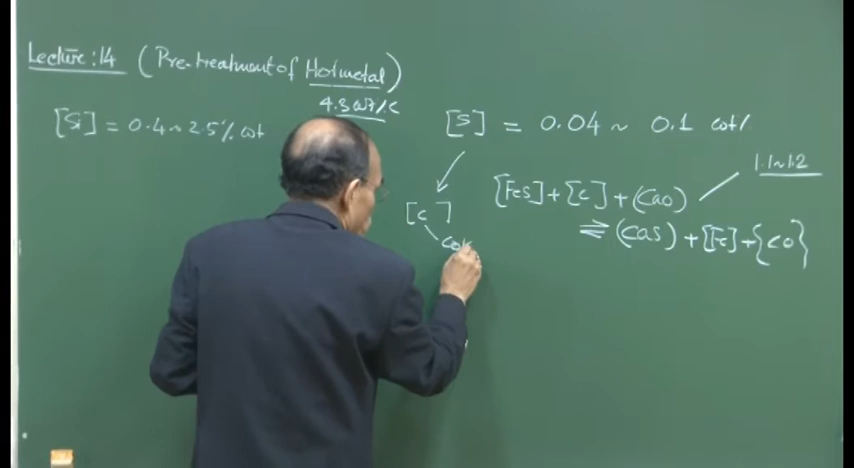 Lecture: 14 (Pre-treatment of Hotmetal)
4.3 wt%C
[Si] = 0.4 ~ 2.5% wt
[S] = 0.04 ~ 0.1 wt%
1.1 ~ 1.2
[FeS] + [C] + (CaO)
⇌ (CaS) + [Fe] + {CO}
[C]